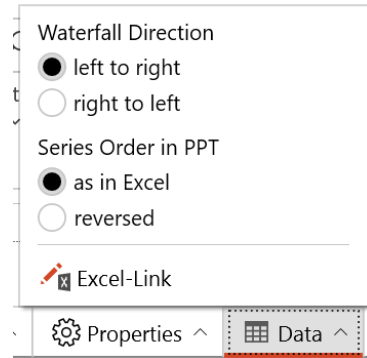 Waterfall Direction
left to right
right to left
Series Order in PPT
as in Excel
reversed
Excel-Link
Properties
Data